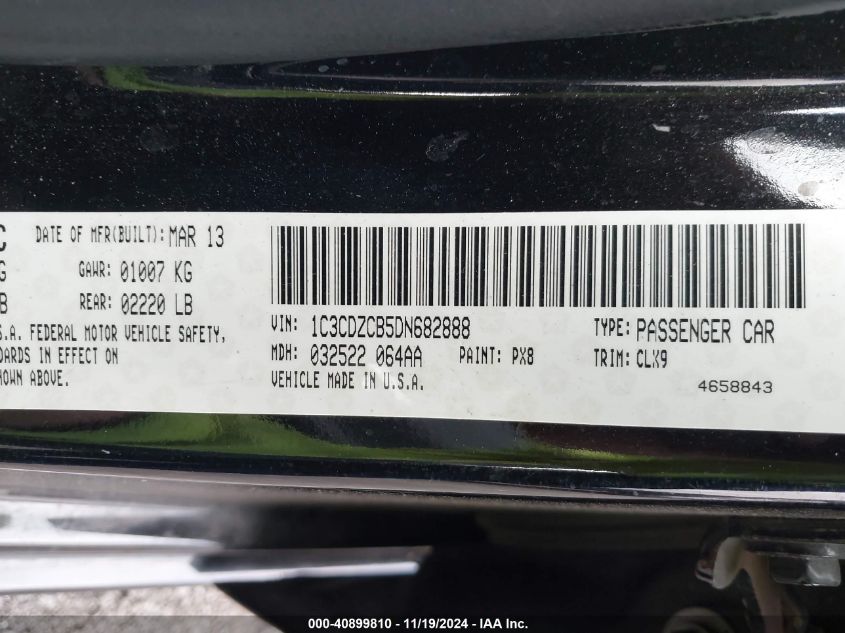 C DATE OF MFR(BUILT): MAR 13
G GAWR: 01007 KG
B REAR: 02220 LB
S.A. FEDERAL MOTOR VEHICLE SAFETY,
DARDS IN EFFECT ON
HOWN ABOVE.
VIN: 1C3CDZCB5DN682888 TYPE: PASSENGER CAR
MDH: 032522 064AA PAINT: PX8 TRIM: CLX9
VEHICLE MADE IN U.S.A.
4658843
000-40899810 - 11/19/2024 - IAA Inc.